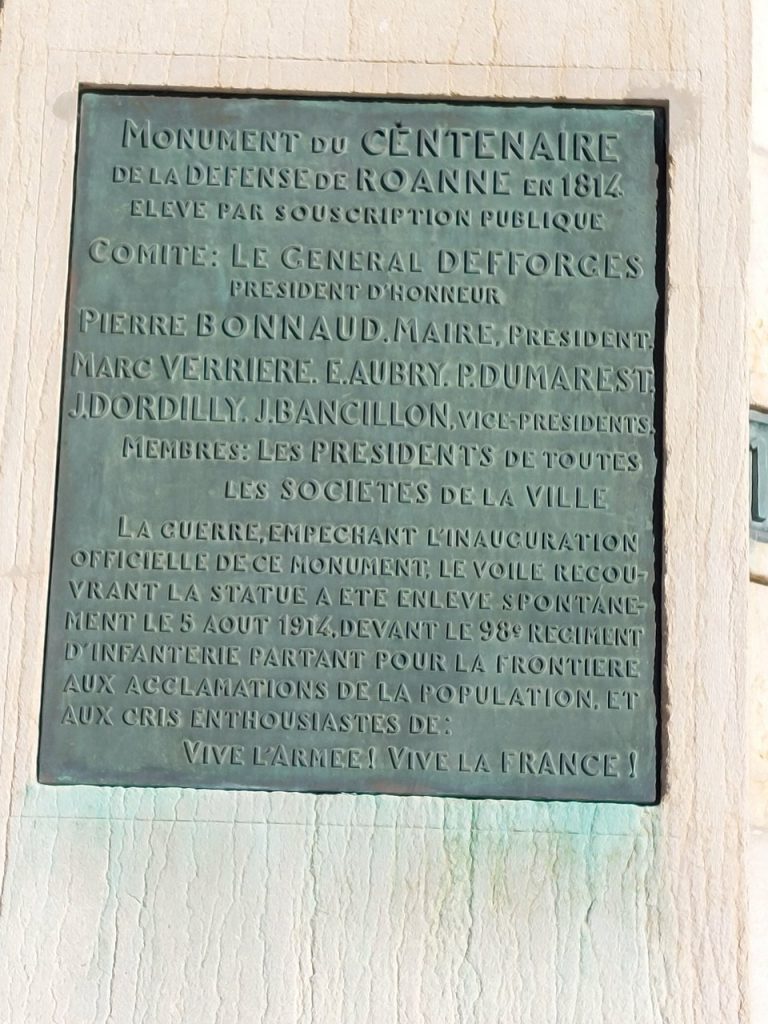 MONUMENT DU CENTENAIRE
DE LA DEFENSE DE ROANNE EN 1814
ELEVE PAR SOUSCRIPTION PUBLIQUE
COMITE: LE GENERAL DEFFORGES
PRESIDENT D'HONNEUR
PIERRE BONNAUD. MAIRE, PRESIDENT.
MARC VERRIERE. E. AUBRY. P. DUMAREST.
J. DORDILLY. J. BANCILLON, VICE-PRESIDENTS.
MEMBRES: LES PRESIDENTS DE TOUTES
LES SOCIETES DE LA VILLE
LA GUERRE, EMPECHANT L'INAUGURATION
OFFICIELLE DE CE MONUMENT, LE VOILE RECOU-
VRANT LA STATUE A ETE ENLEVE SPONTANE-
MENT LE 5 AOUT 1914, DEVANT LE 98e REGIMENT
D'INFANTERIE PARTANT POUR LA FRONTIERE
AUX ACCLAMATIONS DE LA POPULATION. ET
AUX CRIS ENTHOUSIASTES DE:
VIVE L'ARMEE! VIVE LA FRANCE!